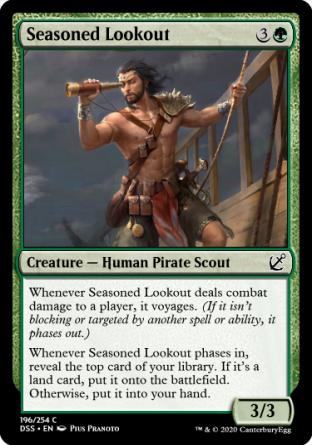 Seasoned Lookout 3
Creature — Human Pirate Scout
Whenever Seasoned Lookout deals combat
damage to a player, it voyages. (If it isn't
blocking or targeted by another spell or ability, it
phases out.)
Whenever Seasoned Lookout phases in,
reveal the top card of your library. If it's a
land card, put it onto the battlefield.
Otherwise, put it into your hand.
3/3
196/254 C
DSS • EN Pius Pranoto
™ & © 2020 CanterburyEgg